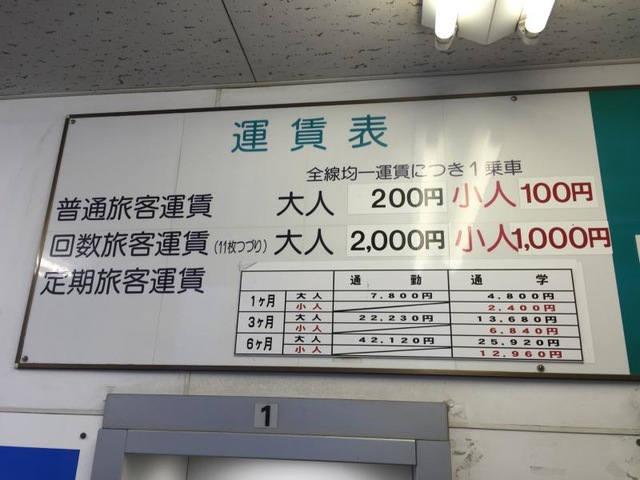 運賃表
全線均一運賃につき1乗車
普通旅客運賃 大人 200円 小人 100円
回数旅客運賃(11枚つづり) 大人 2,000円 小人 1,000円
定期旅客運賃
通勤 通学
1ヶ月 大人 7.800円 4.800円
小人 2.400円
3ヶ月 大人 22.230円 13.680円
小人 6.840円
6ヶ月 大人 42.120円 25.920円
小人 12.960円
1